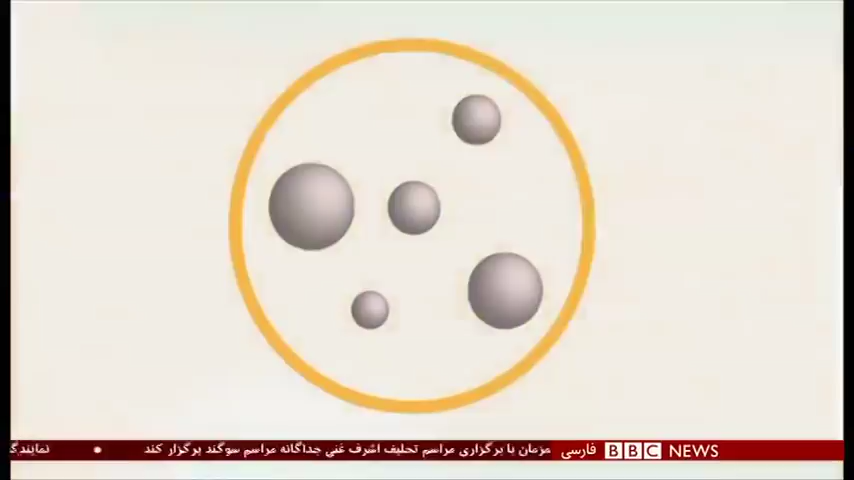 BBC NEWS فارسی
مزمان با برگزاری مراسم تحلیف اشرف غنی جداگانه مراسم سوگند برگزار کند •